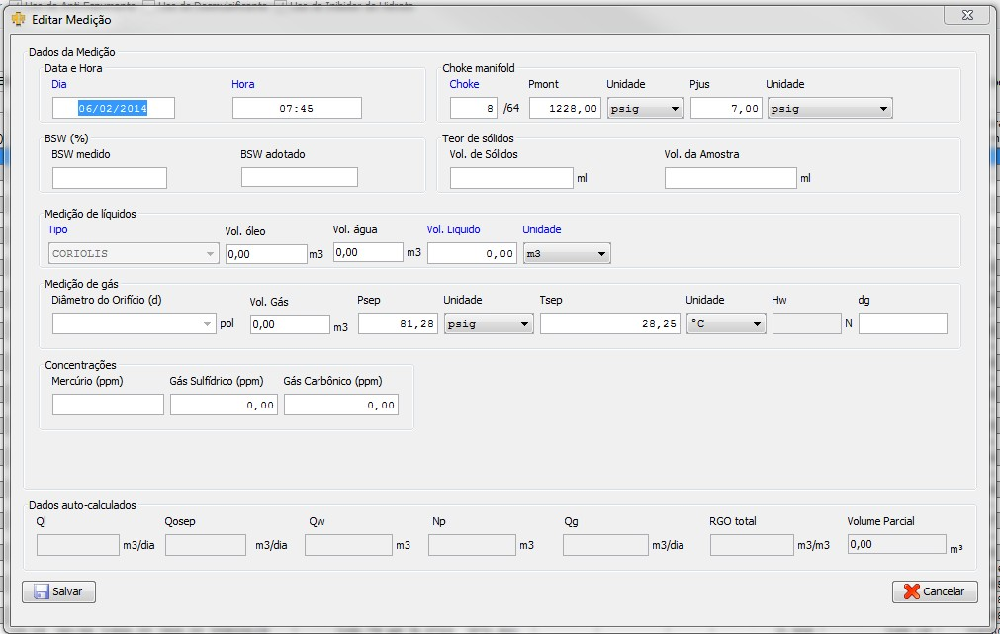 Editar Medição
Dados da Medição
Data e Hora
Dia Hora
06/02/2014 07:45
Choke manifold
Choke Pmont Unidade Pjus Unidade
8 /64 1228,00 psig 7,00 psig
BSW (%)
BSW medido BSW adotado
Teor de sólidos
Vol. de Sólidos Vol. da Amostra
ml ml
Medição de líquidos
Tipo Vol. óleo Vol. água Vol. Liquido Unidade
CORIOLIS 0,00 m3 0,00 m3 0,00 m3
Medição de gás
Diâmetro do Orifício (d) Vol. Gás Psep Unidade Tsep Unidade Hw dg
pol 0,00 m3 81,28 psig 28,25 °C N
Concentrações
Mercúrio (ppm) Gás Sulfídrico (ppm) Gás Carbônico (ppm)
0,00 0,00
Dados auto-calculados
Ql Qosep Qw Np Qg RGO total Volume Parcial
m3/dia m3/dia m3 m3 m3/dia m3/m3 0,00 m³
Salvar Cancelar